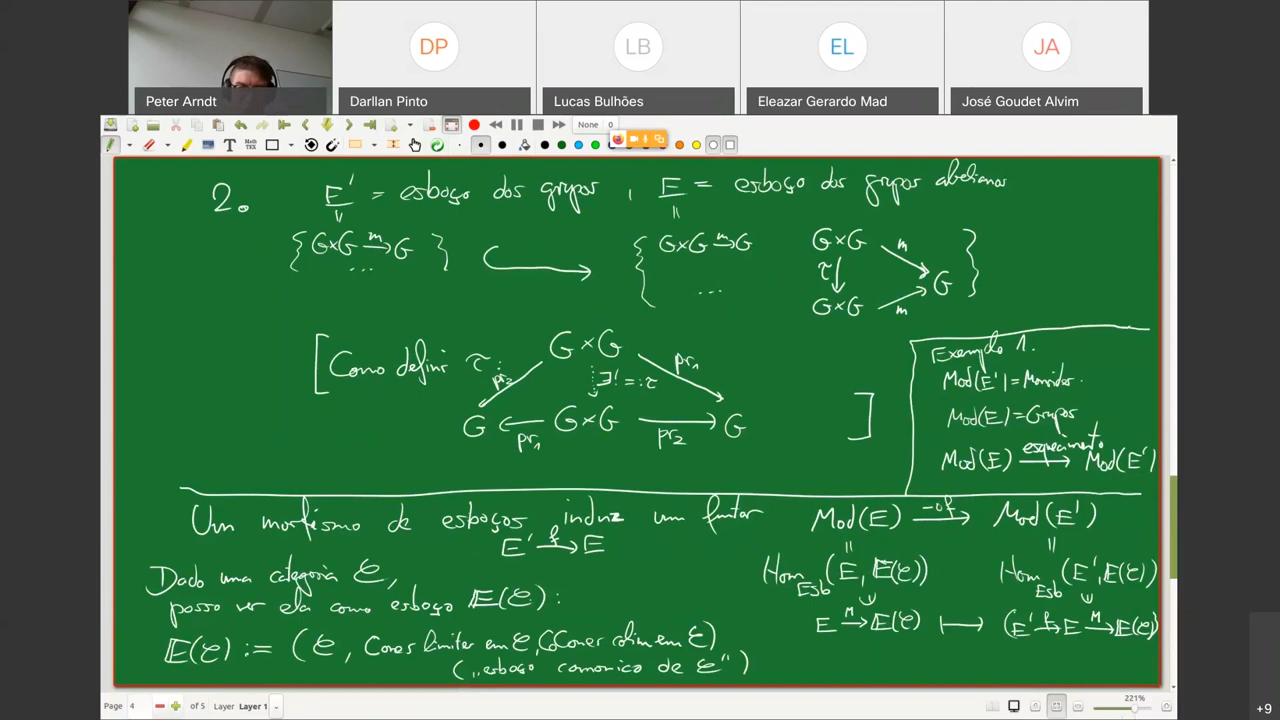 DP
LB
EL
JA
Peter Arndt
Darllan Pinto
Lucas Bulhões
Eleazar Gerardo Mad
José Goudet Alvim
None 0
2. E' = esboço dos grupos , E = esboço dos grupos abelianos
{ G×G →m G ... } ↪ { G×G →m G ...
G×G m
τ↓ G }
G×G m
[Como definir τ:
G×G
pr₂ ∃! =: τ pr₁
G ← G×G → G
pr₁ pr₂
]
Exemplo 1.
Mod(E') = Monoides.
Mod(E) = Grupos
Mod(E) →esquecimento Mod(E')
Um morfismo de esboços induz um funtor Mod(E) →-∘f Mod(E')
E' →f E
Hom_Esb(E, 𝔼(𝒞)) Hom_Esb(E', 𝔼(𝒞))
E →M 𝔼(𝒞) ↦ (E' →f E →M 𝔼(𝒞))
Dado uma categoria 𝒞,
posso ver ela como esboço 𝔼(𝒞):
𝔼(𝒞) := (𝒞, Cones limites em 𝒞, CoCones colim em 𝒞)
(„esboço canonico de 𝒞")
Page 4 of 5 Layer Layer 1
221%
+9